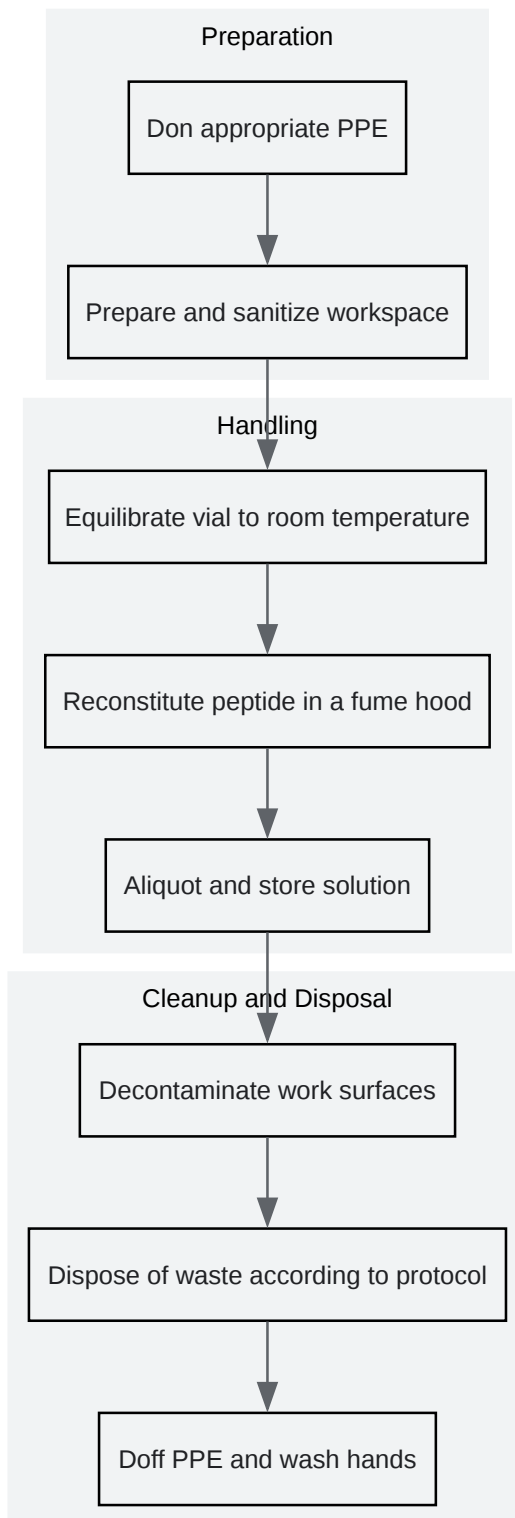 Preparation
Don appropriate PPE
Prepare and sanitize workspace
Handling
Equilibrate vial to room temperature
Reconstitute peptide in a fume hood
Aliquot and store solution
Cleanup and Disposal
Decontaminate work surfaces
Dispose of waste according to protocol
Doff PPE and wash hands